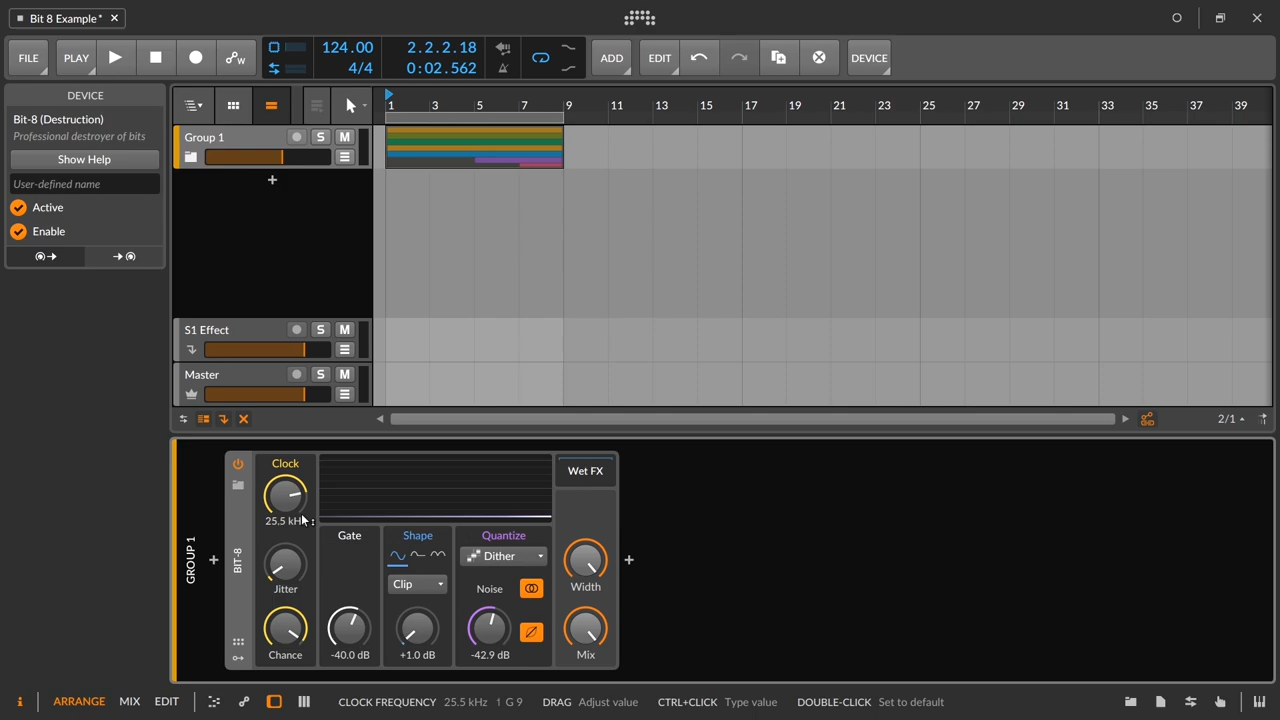 Bit 8 Example*
FILE
PLAY
124.00
4/4
2.2.2.18
0:02.562
ADD
EDIT
DEVICE
DEVICE
Bit-8 (Destruction)
Professional destroyer of bits
Show Help
User-defined name
Active
Enable
1 3 5 7 9 11 13 15 17 19 21 23 25 27 29 31 33 35 37 39
Group 1
S M
+
S1 Effect
S M
Master
S M
2/1
GROUP 1
+
BIT-8
Clock
25.5 kH
Jitter
Chance
Gate
-40.0 dB
Shape
Clip
+1.0 dB
Quantize
Dither
Noise
-42.9 dB
Wet FX
Width
Mix
+
i
ARRANGE MIX EDIT
CLOCK FREQUENCY 25.5 kHz 1 G 9 DRAG Adjust value CTRL+CLICK Type value DOUBLE-CLICK Set to default